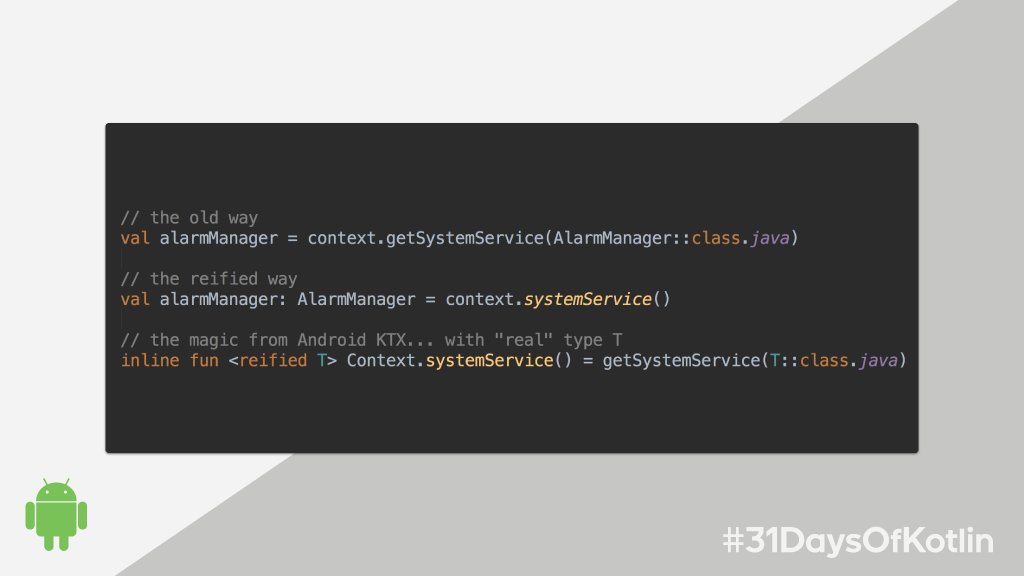 // the old way
val alarmManager = context.getSystemService(AlarmManager::class.java)
// the reified way
val alarmManager: AlarmManager = context.systemService()
// the magic from Android KTX... with "real" type T
inline fun <reified T> Context.systemService() = getSystemService(T::class.java)
#31DaysOfKotlin